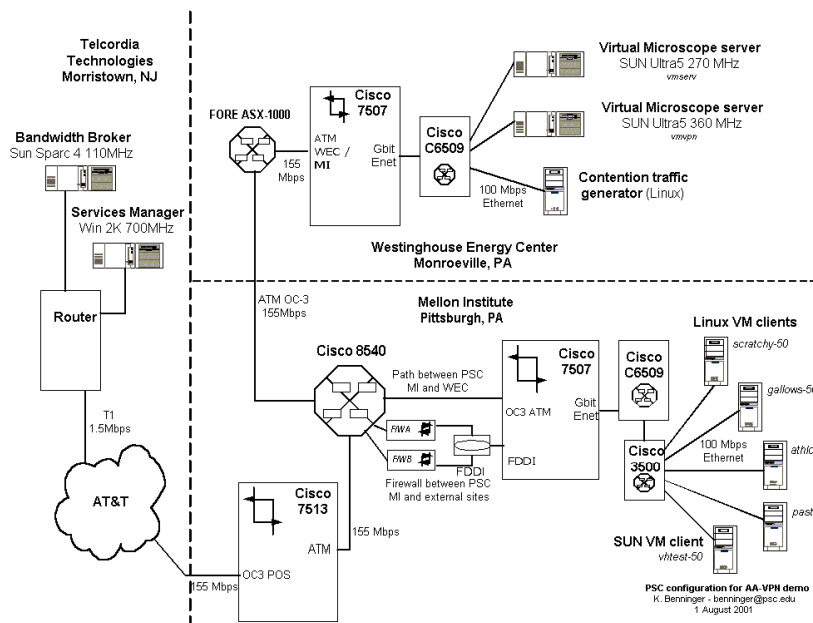 Telcordia
Technologies
Morristown, NJ
Bandwidth Broker
Sun Sparc 4 110MHz
Services Manager
Win 2K 700MHz
Router
T1
1.5Mbps
AT&T
155 Mbps
FORE ASX-1000
155
Mbps
Cisco
7507
ATM
WEC /
MI
Gbit
Enet
Cisco
C6509
100 Mbps
Ethernet
Virtual Microscope server
SUN Ultra5 270 MHz
vmserv
Virtual Microscope server
SUN Ultra5 360 MHz
vmvpn
Contention traffic
generator (Linux)
Westinghouse Energy Center
Monroeville, PA
ATM OC-3
155Mbps
Mellon Institute
Pittsburgh, PA
Cisco 8540
Path between PSC
MI and WEC
FWA
FWB
FDDI
Firewall between PSC
MI and external sites
Cisco
7507
OC3 ATM
Gbit
Enet
FDDI
Cisco
C6509
Cisco
3500
Linux VM clients
scratchy-50
gallows-50
100 Mbps
Ethernet
SUN VM client
vhtest-50
Cisco
7513
ATM
OC3 POS
155 Mbps
PSC configuration for AA-VPN demo
K. Benninger - benninger@psc.edu
1 August 2001